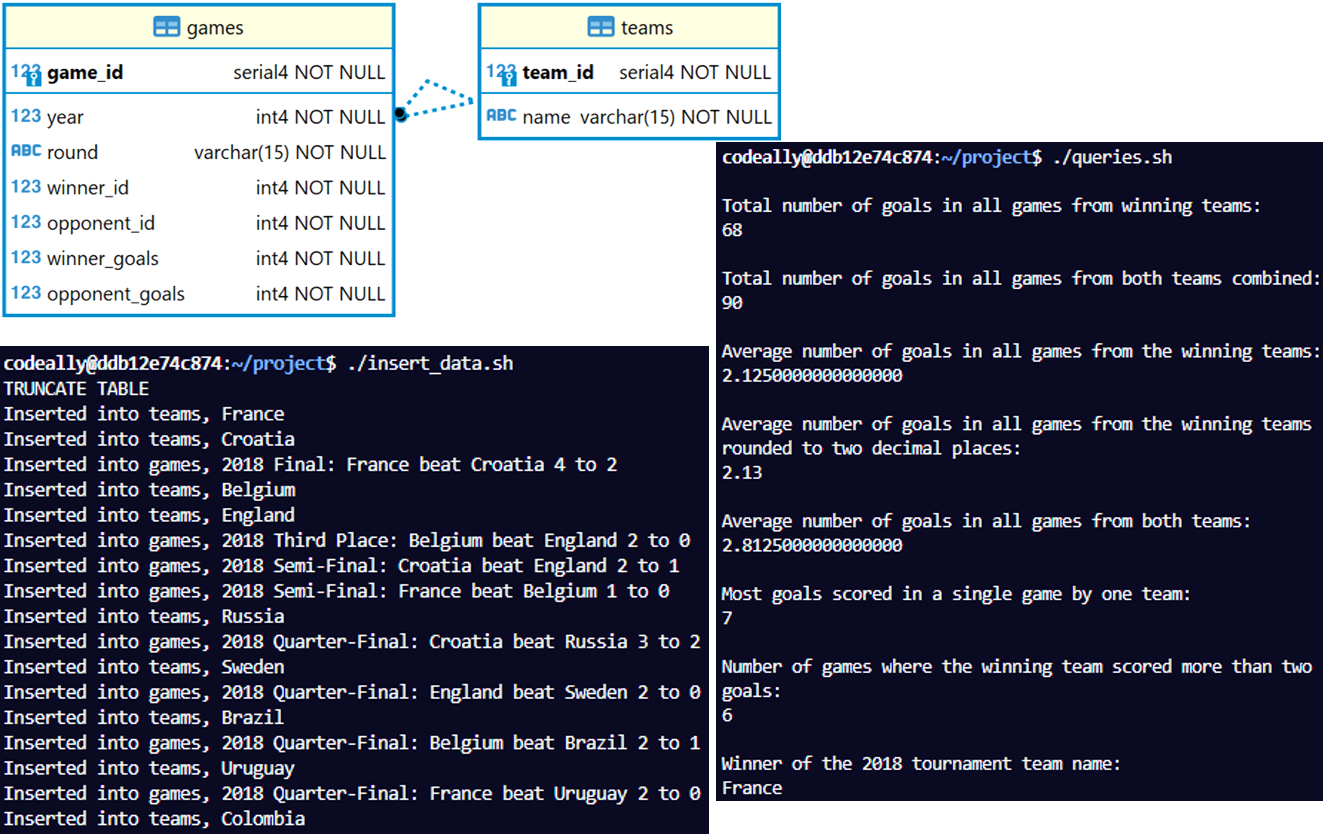 games
123 game_id serial4 NOT NULL
123 year int4 NOT NULL
ABC round varchar(15) NOT NULL
123 winner_id int4 NOT NULL
123 opponent_id int4 NOT NULL
123 winner_goals int4 NOT NULL
123 opponent_goals int4 NOT NULL
teams
123 team_id serial4 NOT NULL
ABC name varchar(15) NOT NULL
codeally@ddb12e74c874:~/project$ ./insert_data.sh
TRUNCATE TABLE
Inserted into teams, France
Inserted into teams, Croatia
Inserted into games, 2018 Final: France beat Croatia 4 to 2
Inserted into teams, Belgium
Inserted into teams, England
Inserted into games, 2018 Third Place: Belgium beat England 2 to 0
Inserted into games, 2018 Semi-Final: Croatia beat England 2 to 1
Inserted into games, 2018 Semi-Final: France beat Belgium 1 to 0
Inserted into teams, Russia
Inserted into games, 2018 Quarter-Final: Croatia beat Russia 3 to 2
Inserted into teams, Sweden
Inserted into games, 2018 Quarter-Final: England beat Sweden 2 to 0
Inserted into teams, Brazil
Inserted into games, 2018 Quarter-Final: Belgium beat Brazil 2 to 1
Inserted into teams, Uruguay
Inserted into games, 2018 Quarter-Final: France beat Uruguay 2 to 0
Inserted into teams, Colombia
codeally@ddb12e74c874:~/project$ ./queries.sh
Total number of goals in all games from winning teams:
68
Total number of goals in all games from both teams combined:
90
Average number of goals in all games from the winning teams:
2.1250000000000000
Average number of goals in all games from the winning teams
rounded to two decimal places:
2.13
Average number of goals in all games from both teams:
2.8125000000000000
Most goals scored in a single game by one team:
7
Number of games where the winning team scored more than two
goals:
6
Winner of the 2018 tournament team name:
France